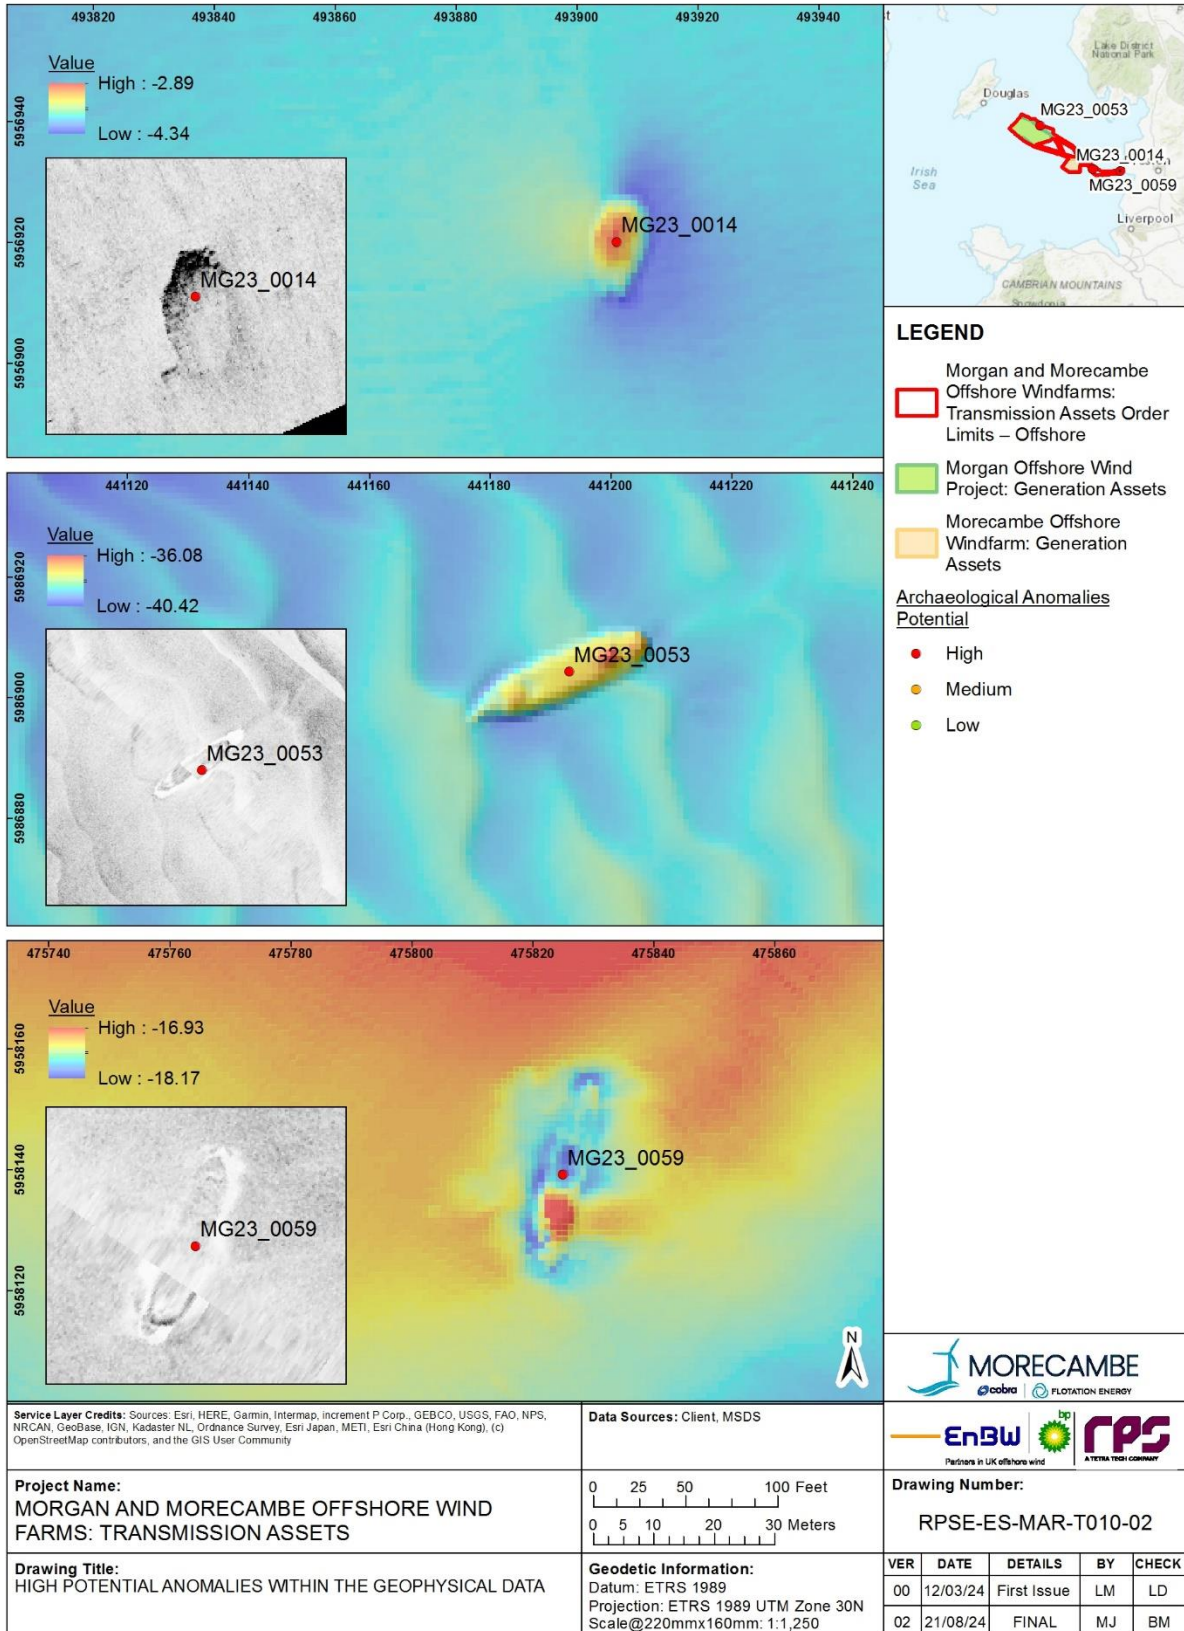 493820 493840 493860 493880 493900 493920 493940
5956940
5956920
5956900
Value
High : -2.89
Low : -4.34
MG23_0014
MG23_0014
441120 441140 441160 441180 441200 441220 441240
5986920
5986900
5986880
Value
High : -36.08
Low : -40.42
MG23_0053
MG23_0053
475740 475760 475780 475800 475820 475840 475860
5958160
5958140
5958120
Value
High : -16.93
Low : -18.17
MG23_0059
MG23_0059
N
Lake District
National Park
Douglas
MG23_0053
MG23_0014
MG23_0059
Irish
Sea
Liverpool
CAMBRIAN MOUNTAINS
LEGEND
Morgan and Morecambe
Offshore Windfarms:
Transmission Assets Order
Limits – Offshore
Morgan Offshore Wind
Project: Generation Assets
Morecambe Offshore
Windfarm: Generation
Assets
Archaeological Anomalies
Potential
High
Medium
Low
MORECAMBE
cobra FLOTATION ENERGY
EnBW bp
Partners in UK offshore wind
RPS
A TETRA TECH COMPANY
Service Layer Credits: Sources: Esri, HERE, Garmin, Intermap, increment P Corp., GEBCO, USGS, FAO, NPS,
NRCAN, GeoBase, IGN, Kadaster NL, Ordnance Survey, Esri Japan, METI, Esri China (Hong Kong), (c)
OpenStreetMap contributors, and the GIS User Community
Data Sources: Client, MSDS
Project Name:
MORGAN AND MORECAMBE OFFSHORE WIND
FARMS: TRANSMISSION ASSETS
0 25 50 100 Feet
0 5 10 20 30 Meters
Drawing Title:
HIGH POTENTIAL ANOMALIES WITHIN THE GEOPHYSICAL DATA
Geodetic Information:
Datum: ETRS 1989
Projection: ETRS 1989 UTM Zone 30N
Scale@220mmx160mm: 1:1,250
Drawing Number:
RPSE-ES-MAR-T010-02
VER DATE DETAILS BY CHECK
00 12/03/24 First Issue LM LD
02 21/08/24 FINAL MJ BM